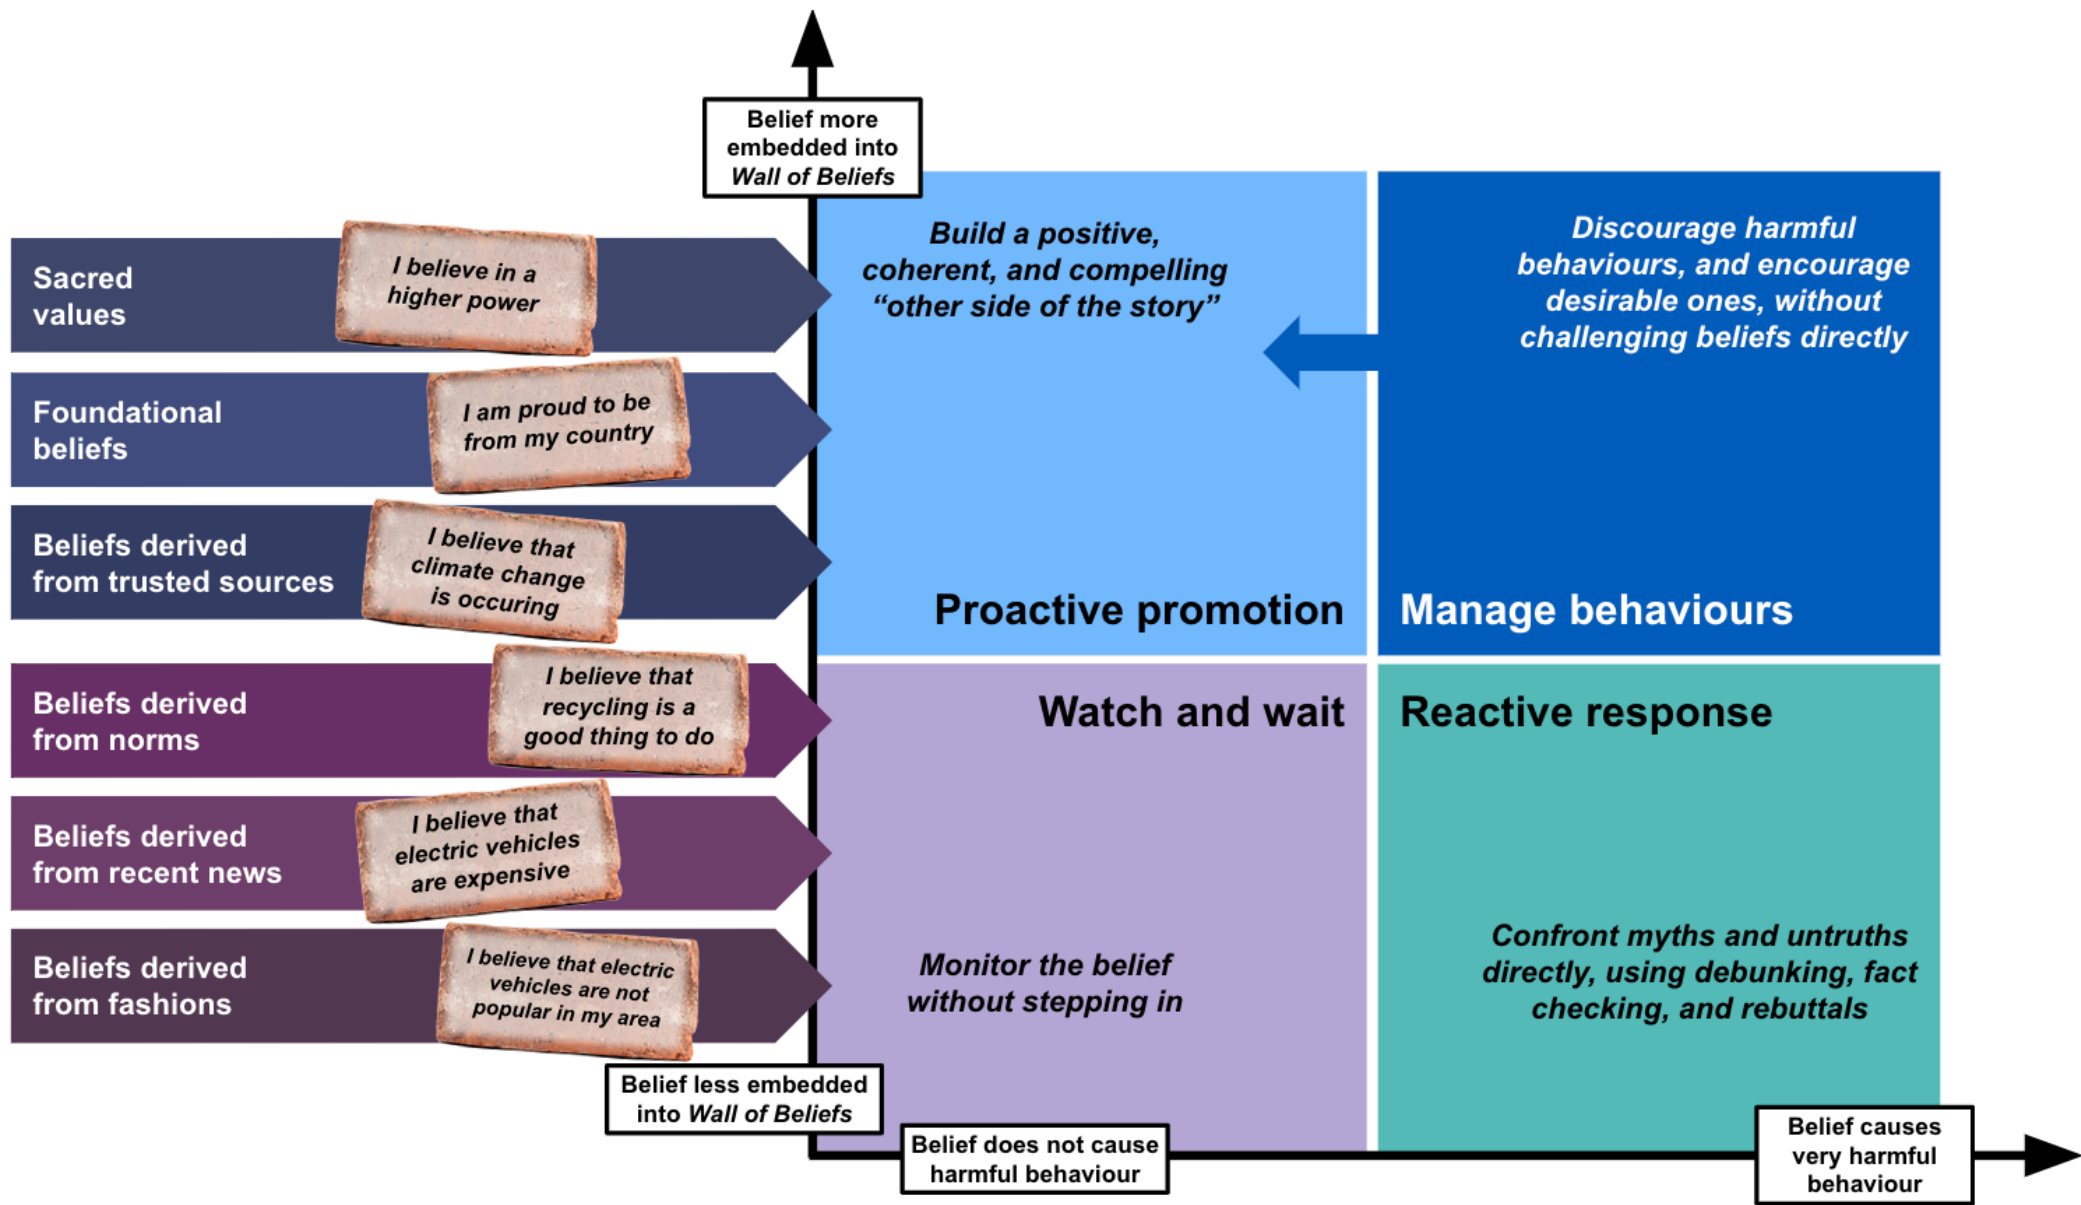 Belief more
embedded into
Wall of Beliefs
Sacred
values
I believe in a
higher power
Foundational
beliefs
I am proud to be
from my country
Beliefs derived
from trusted sources
I believe that
climate change
is occuring
Beliefs derived
from norms
I believe that
recycling is a
good thing to do
Beliefs derived
from recent news
I believe that
electric vehicles
are expensive
Beliefs derived
from fashions
I believe that electric
vehicles are not
popular in my area
Build a positive,
coherent, and compelling
“other side of the story”
Proactive promotion
Discourage harmful
behaviours, and encourage
desirable ones, without
challenging beliefs directly
Manage behaviours
Watch and wait
Monitor the belief
without stepping in
Reactive response
Confront myths and untruths
directly, using debunking, fact
checking, and rebuttals
Belief less embedded
into Wall of Beliefs
Belief does not cause
harmful behaviour
Belief causes
very harmful
behaviour